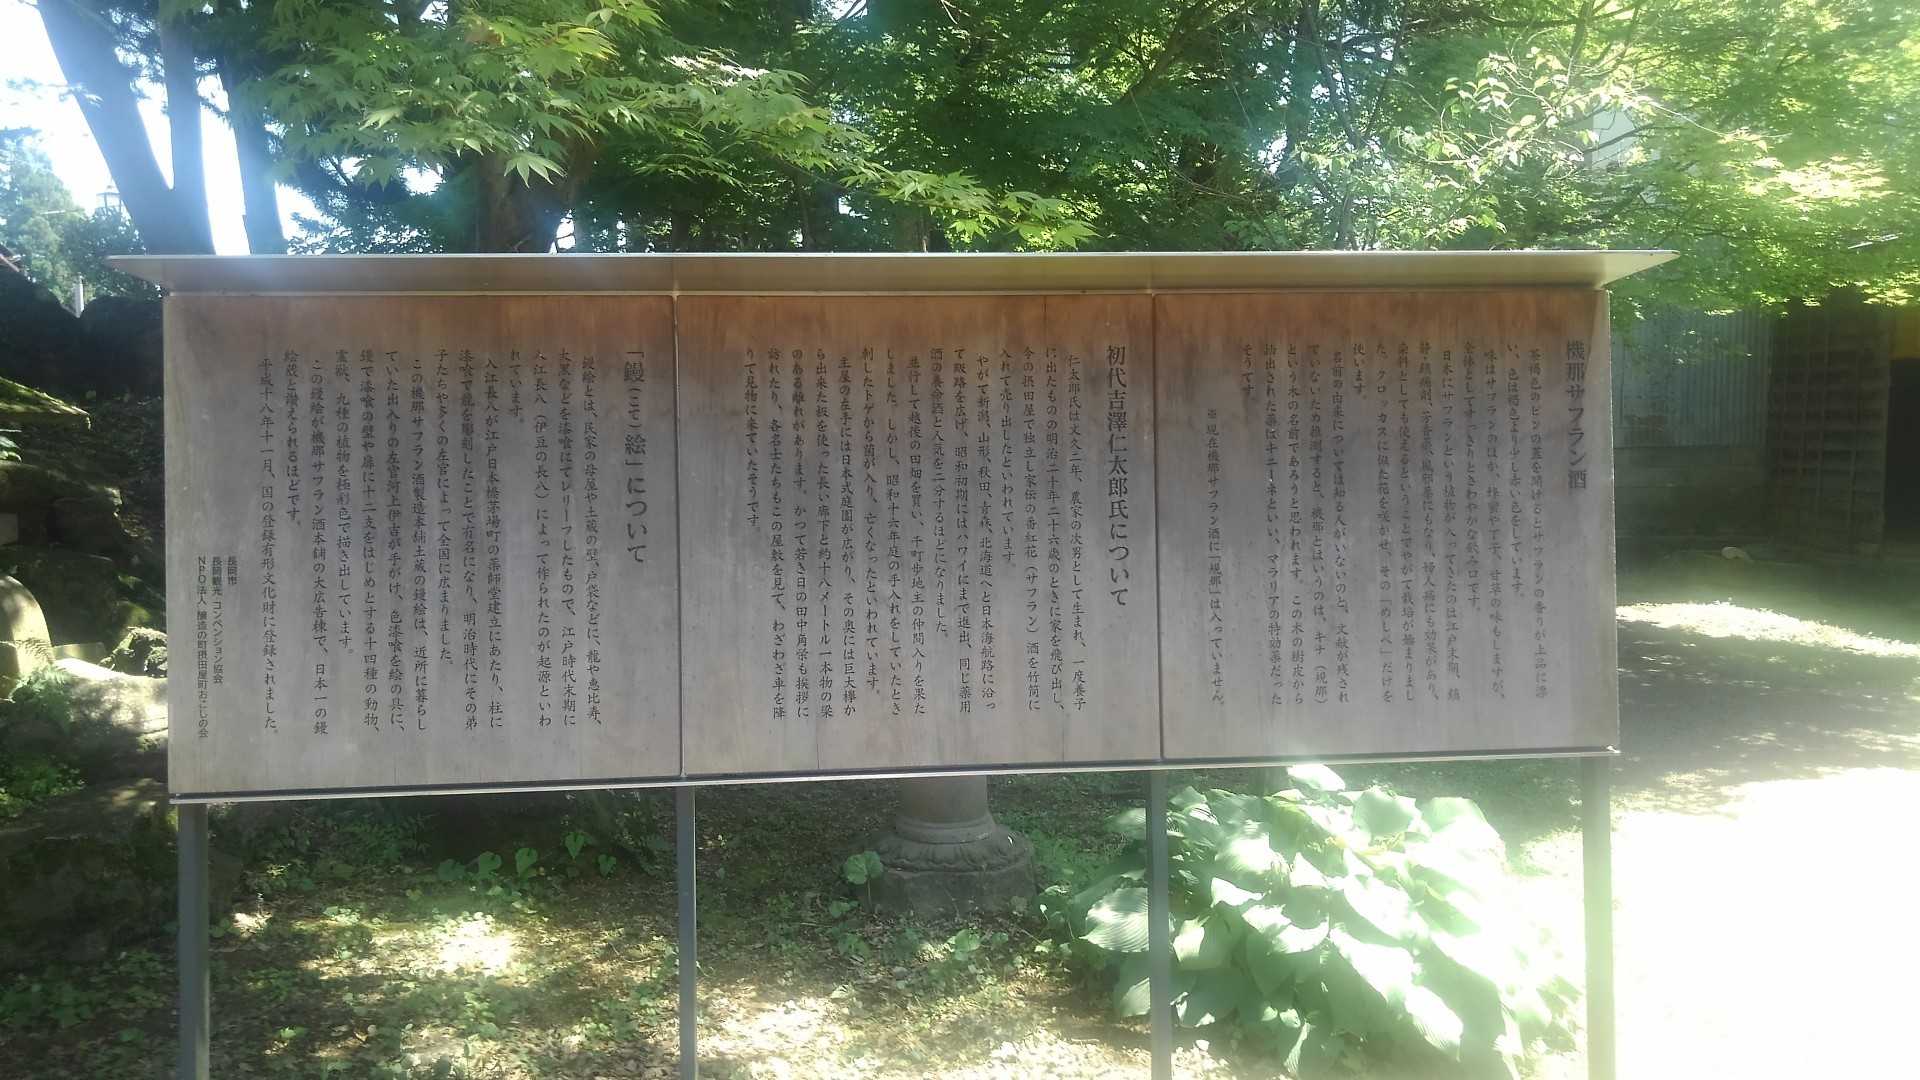 機那サフラン酒
茶褐色のビンの蓋を開けるとサフランの香りが上品に漂
い、色は褐色より少し赤い色をしています。
味はサフランのほか、蜂蜜や丁子、甘草の味もしますが、
全体としてすっきりとさわやかな飲み口です。
日本にサフランという植物が入ってきたのは江戸末期、鎮
静・鎮痛剤、芳香薬、風邪薬にもなり、婦人病にも効果があり、
染料としても使えるということでやがて栽培が始まりまし
た。クロッカスに似た花を咲かせ、その「めしべ」だけを
使います。
名前の由来については知る人がいないのと、文献が残され
ていないため推測すると、機那とはいうのは、キナ(規那)
という木の名前であろうと思われます。この木の樹皮から
抽出された薬はキニーネといい、マラリアの特効薬だった
そうです。
※現在機那サフラン酒に「規那」は入っていません。
初代吉澤仁太郎氏について
仁太郎氏は文久二年、農家の次男として生まれ、一度養子
に出たものの明治二十年二十六歳のときに家を飛び出し、
今の摂田屋で独立し家伝の番紅花(サフラン)酒を竹筒に
入れて売り出したといわれています。
やがて新潟、山形、秋田、青森、北海道へと日本海航路に沿っ
て販路を広げ、昭和初期にはハワイにまで進出、同じ薬用
酒の養命酒と人気を二分するほどになりました。
並行して越後の田畑を買い、千町歩地主の仲間入りを果た
しました。しかし、昭和十六年庭の手入れをしていたとき
刺したトゲから菌が入り、亡くなったといわれています。
主屋の左手には日本式庭園が広がり、その奥には巨大欅か
ら出来た板を使った長い廊下と約十八メートル一本物の梁
のある離れがあります。かつて若き日の田中角栄も挨拶に
訪れたり、各名士たちもこの屋敷を見て、わざわざ車を降
りて見物に来ていたそうです。
「鏝(こて)絵」について
鏝絵とは、民家の母屋や土蔵の壁、戸袋などに、龍や恵比寿、
大黒などを漆喰にてレリーフしたもので、江戸時代末期に
入江長八(伊豆の長八)によって作られたのが起源といわ
れています。
入江長八が江戸日本橋茅場町の薬師堂建立にあたり、柱に
漆喰で龍を彫刻したことで有名になり、明治時代にその弟
子たちや多くの左官によって全国に広まりました。
この機那サフラン酒製造本舗土蔵の鏝絵は、近所に暮らし
ていた出入りの左官河上伊吉が手がけ、色漆喰を絵の具に、
鏝で漆喰の壁や扉に十二支をはじめとする十四種の動物、
霊獣、九種の植物を極彩色で描き出しています。
この鏝絵が機那サフラン酒本舗の大広告棟で、日本一の鏝
絵殿と讃えられるほどです。
平成十八年十一月、国の登録有形文化財に登録されました。
長岡市
長岡観光コンベンション協会
NPO法人 醸造の町摂田屋町おこしの会